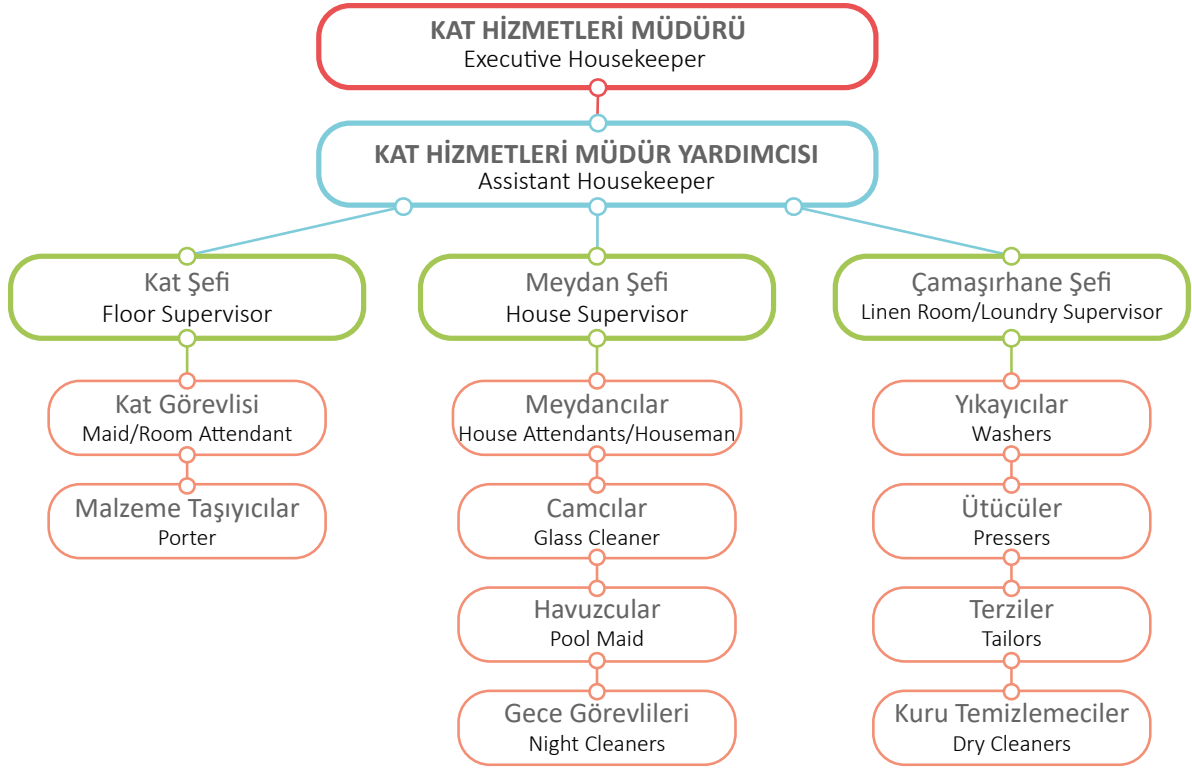 KAT HİZMETLERİ MÜDÜRÜ
Executive Housekeeper
KAT HİZMETLERİ MÜDÜR YARDIMCISI
Assistant Housekeeper
Kat Şefi
Floor Supervisor
Meydan Şefi
House Supervisor
Çamaşırhane Şefi
Linen Room/Loundry Supervisor
Kat Görevlisi
Maid/Room Attendant
Meydancılar
House Attendants/Houseman
Yıkayıcılar
Washers
Malzeme Taşıyıcılar
Porter
Camcılar
Glass Cleaner
Ütücüler
Pressers
Havuzcular
Pool Maid
Terziler
Tailors
Gece Görevlileri
Night Cleaners
Kuru Temizlemeciler
Dry Cleaners